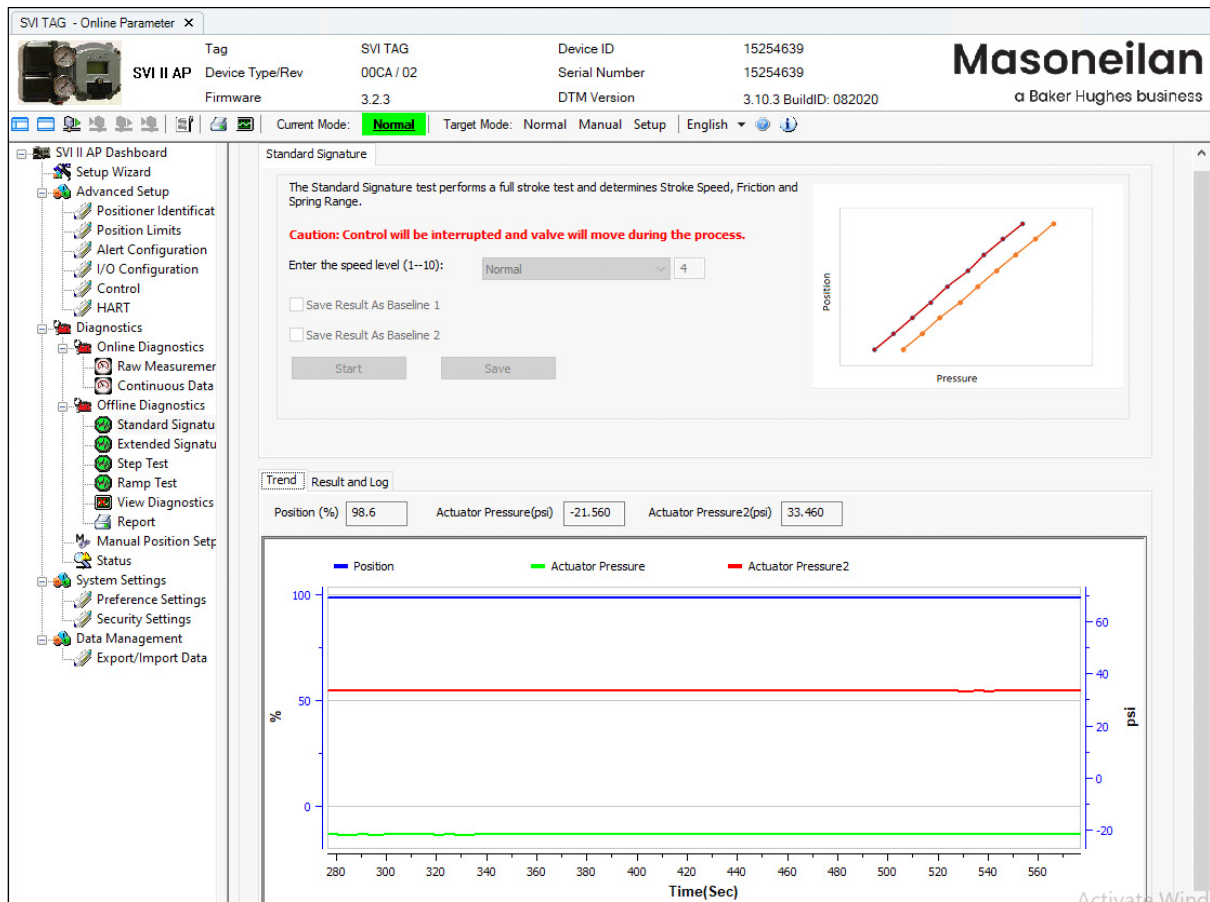 SVI TAG - Online Parameter ✕
SVI II AP
Tag SVI TAG Device ID 15254639
Device Type/Rev 00CA / 02 Serial Number 15254639
Firmware 3.2.3 DTM Version 3.10.3 BuildID: 082020
Masoneilan
a Baker Hughes business
Current Mode: Normal Target Mode: Normal Manual Setup English
SVI II AP Dashboard
Setup Wizard
Advanced Setup
Positioner Identificat
Position Limits
Alert Configuration
I/O Configuration
Control
HART
Diagnostics
Online Diagnostics
Raw Measuremer
Continuous Data
Offline Diagnostics
Standard Signatu
Extended Signatu
Step Test
Ramp Test
View Diagnostics
Report
Manual Position Setp
Status
System Settings
Preference Settings
Security Settings
Data Management
Export/Import Data
Standard Signature
The Standard Signature test performs a full stroke test and determines Stroke Speed, Friction and
Spring Range.
Caution: Control will be interrupted and valve will move during the process.
Enter the speed level (1--10): Normal 4
Save Result As Baseline 1
Save Result As Baseline 2
Start Save
Position
Pressure
Trend Result and Log
Position (%) 98.6 Actuator Pressure(psi) -21.560 Actuator Pressure2(psi) 33.460
Position Actuator Pressure Actuator Pressure2
100
50
0
%
60
40
20
0
-20
psi
280 300 320 340 360 380 400 420 440 460 480 500 520 540 560
Time(Sec)